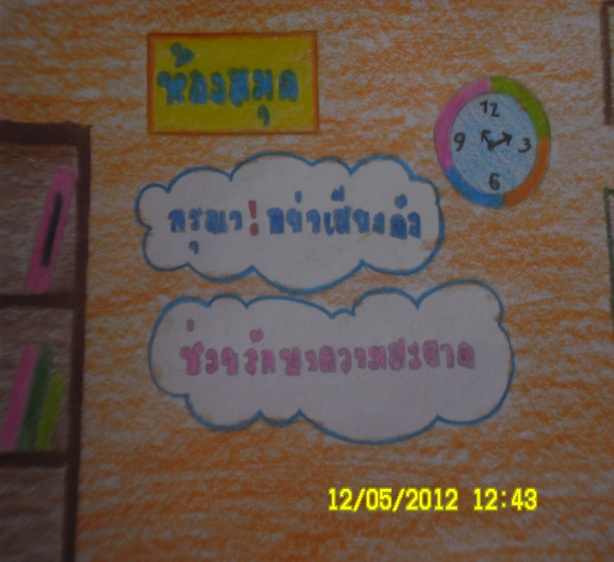 ห้องสมุด
12
9 3
6
กรุณา!อย่าเสียงดัง
ช่วยรักษาความสะอาด
12/05/2012 12:43